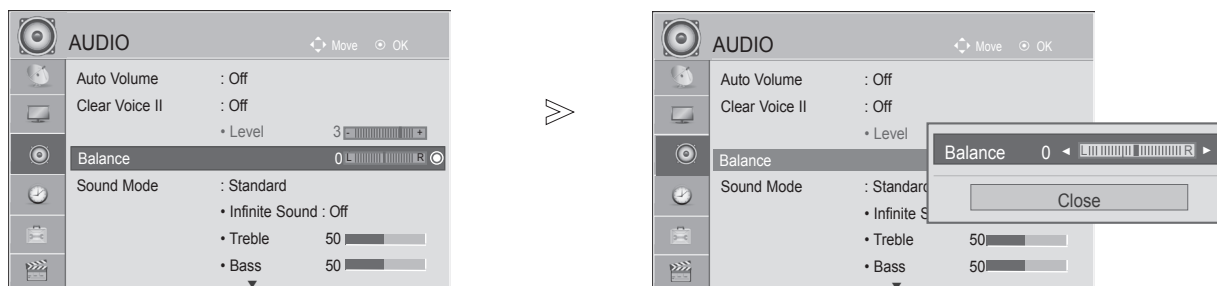 AUDIO
Move OK
Auto Volume : Off
Clear Voice II : Off
• Level 3 - +
Balance 0 L R
Sound Mode : Standard
• Infinite Sound : Off
• Treble 50
• Bass 50
AUDIO
Move OK
Auto Volume : Off
Clear Voice II : Off
• Level
Balance
Balance 0 L R
Close
Sound Mode : Standard
• Infinite S
• Treble 50
• Bass 50